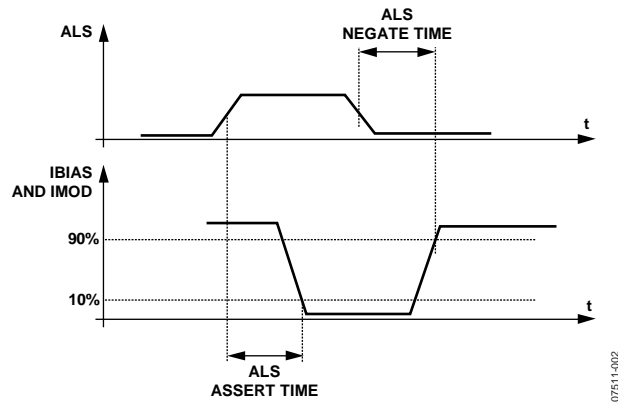 ALS
ALS
NEGATE TIME
t
IBIAS
AND IMOD
90%
10%
t
ALS
ASSERT TIME
07511-002